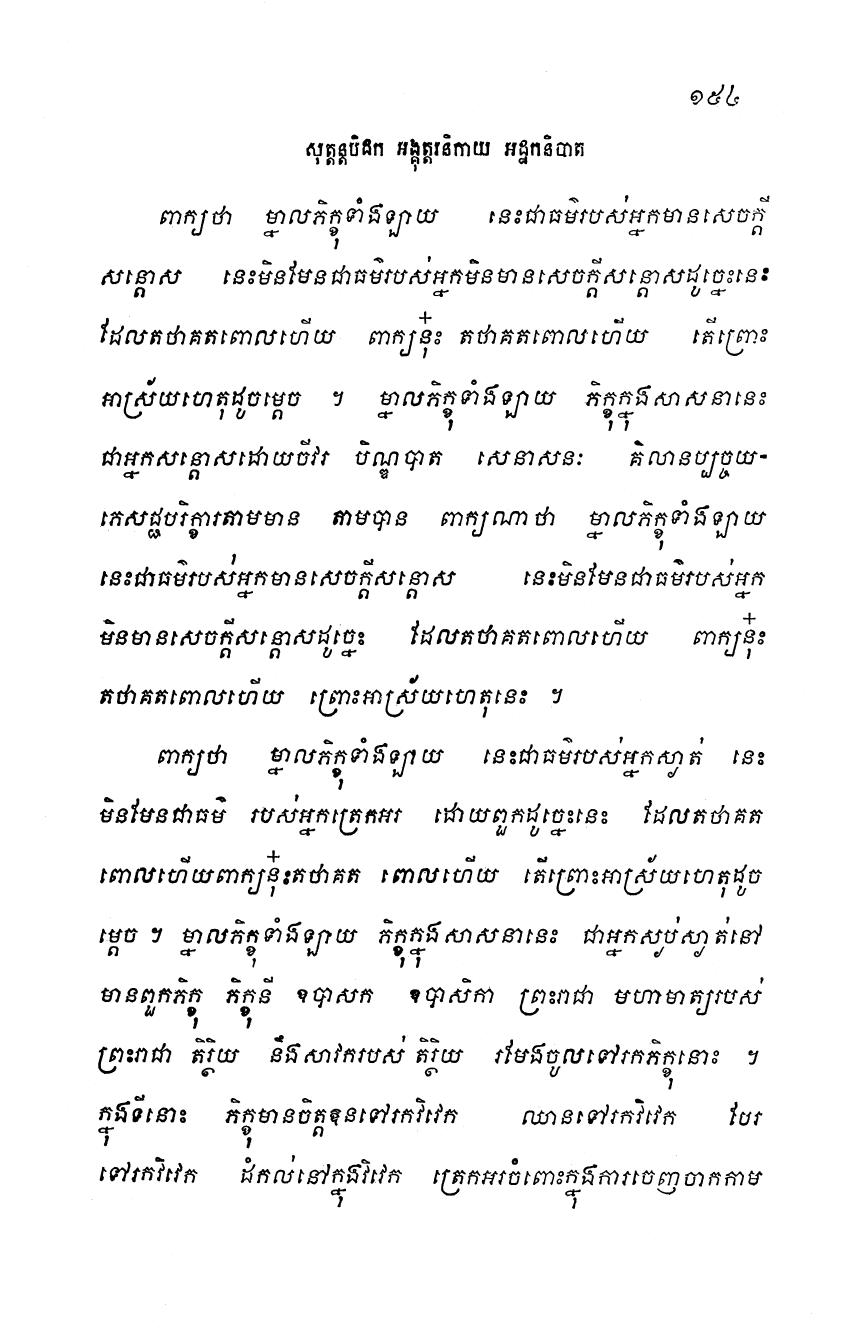 ១៥៤
សុត្តន្តបិដក អង្គុត្តរនិកាយ អដ្ឋកនិបាត
ពាក្យថា ម្នាលភិក្ខុទាំងឡាយ នេះជាធម៌របស់អ្នកមានសេចក្តី
សន្តោស នេះមិនមែនជាធម៌របស់អ្នកមិនមានសេចក្តីសន្តោសដូច្នេះនេះ
ដែលតថាគតពោលហើយ ពាក្យនុ៎ះ តថាគតពោលហើយ តើព្រោះ
អាស្រ័យហេតុដូចម្តេច ។ ម្នាលភិក្ខុទាំងឡាយ ភិក្ខុក្នុងសាសនានេះ
ជាអ្នកសន្តោសដោយចីវរ បិណ្ឌបាត សេនាសនៈ គិលានប្បច្ចយ-
ភេសជ្ជបរិក្ខារតាមមាន តាមបាន ពាក្យណាថា ម្នាលភិក្ខុទាំងឡាយ
នេះជាធម៌របស់អ្នកមានសេចក្តីសន្តោស នេះមិនមែនជាធម៌របស់អ្នក
មិនមានសេចក្តីសន្តោសដូច្នេះ ដែលតថាគតពោលហើយ ពាក្យនុ៎ះ
តថាគតពោលហើយ ព្រោះអាស្រ័យហេតុនេះ ។
ពាក្យថា ម្នាលភិក្ខុទាំងឡាយ នេះជាធម៌របស់អ្នកស្ងាត់ នេះ
មិនមែនជាធម៌ របស់អ្នកត្រេកអរ ដោយពួកដូច្នេះនេះ ដែលតថាគត
ពោលហើយពាក្យនុ៎ះតថាគត ពោលហើយ តើព្រោះអាស្រ័យហេតុដូច
ម្តេច ។ ម្នាលភិក្ខុទាំងឡាយ ភិក្ខុក្នុងសាសនានេះ ជាអ្នកស្ងប់ស្ងាត់នៅ
មានពួកភិក្ខុ ភិក្ខុនី ឧបាសក ឧបាសិកា ព្រះរាជា មហាមាត្យរបស់
ព្រះរាជា តិរ្ថិយ នឹងសាវករបស់ តិរ្ថិយ រមែងចូលទៅរកភិក្ខុនោះ ។
ក្នុងទីនោះ ភិក្ខុមានចិត្តឱនទៅរកវិវេក ឈានទៅរកវិវេក បែរ
ទៅរកវិវេក ដំកល់នៅក្នុងវិវេក ត្រេកអរចំពោះក្នុងការចេញចាកកាម